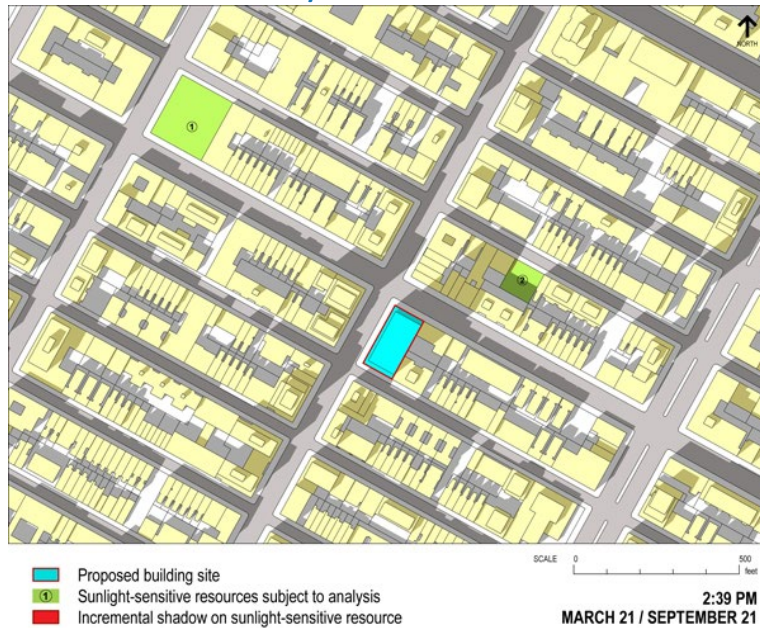 NORTH
①
②
Proposed building site
① Sunlight-sensitive resources subject to analysis
Incremental shadow on sunlight-sensitive resource
SCALE 0 500
feet
2:39 PM
MARCH 21 / SEPTEMBER 21